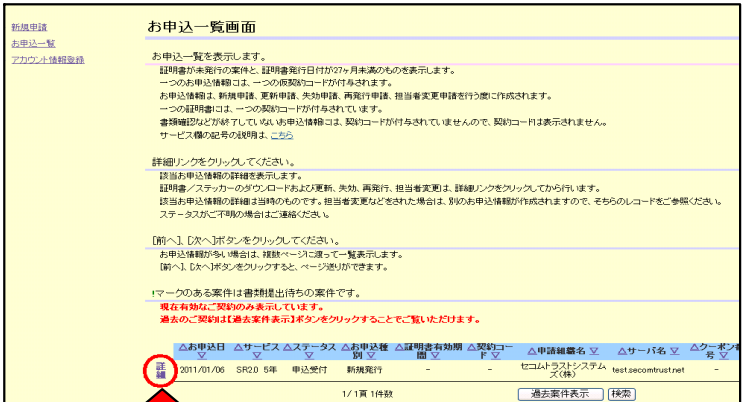 新規申請
お申込一覧
アカウント情報登録
お申込一覧画面
お申込一覧を表示します。
証明書が未発行の案件と、証明書発行日付が27ヶ月未満のものを表示します。
一つのお申込情報には、一つの仮契約コードが付与されます。
お申込情報は、新規申請、更新申請、失効申請、再発行申請、担当者変更申請を行う度に作成されます。
一つの証明書には、一つの契約コードが付与されています。
書類確認などが終了していないお申込情報には、契約コードが付与されていませんので、契約コードは表示されません。
サービス欄の記号の説明は、こちら
詳細リンクをクリックしてください。
該当お申込情報の詳細を表示します。
証明書／ステッカーのダウンロードおよび更新、失効、再発行、担当者変更は、詳細リンクをクリックしてから行います。
該当お申込情報の詳細は当時のものです。担当者変更などをされた場合は、別のお申込情報が作成されますので、そちらのレコードをご参照ください。
ステータスがご不明の場合はご連絡ください。
[前へ]、[次へ]ボタンをクリックしてください。
お申込情報が多い場合は、複数ページに渡って一覧表示します。
[前へ]、[次へ]ボタンをクリックすると、ページ送りができます。
!マークのある案件は書類提出待ちの案件です。
現在有効なご契約のみ表示しています。
過去のご契約は【過去案件表示】ボタンをクリックすることでご覧いただけます。
△お申込日▽ △サービス▽ △ステータス▽ △お申込種別▽ △証明書有効期間▽ △契約コード▽ △申請組織名▽ △サーバ名▽ △クーポン番号▽
詳細 2011/01/06 SR2.0 5年 申込受付 新規発行 - - セコムトラストシステムズ(株) test.secomtrust.net -
1/1頁 1件数 過去案件表示 検索